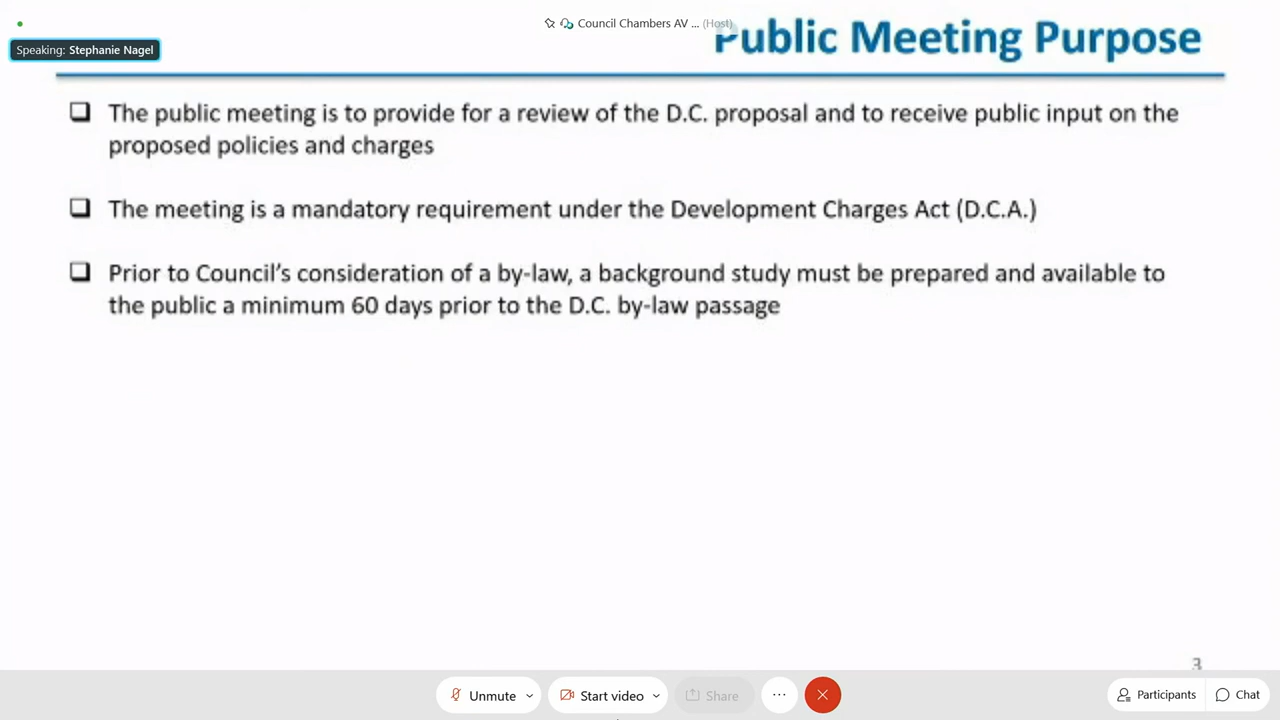 Council Chambers AV ... (Host)
Public Meeting Purpose
Speaking: Stephanie Nagel
The public meeting is to provide for a review of the D.C. proposal and to receive public input on the
proposed policies and charges
The meeting is a mandatory requirement under the Development Charges Act (D.C.A.)
Prior to Council's consideration of a by-law, a background study must be prepared and available to
the public a minimum 60 days prior to the D.C. by-law passage
3
Unmute
Start video
Share
Participants
Chat